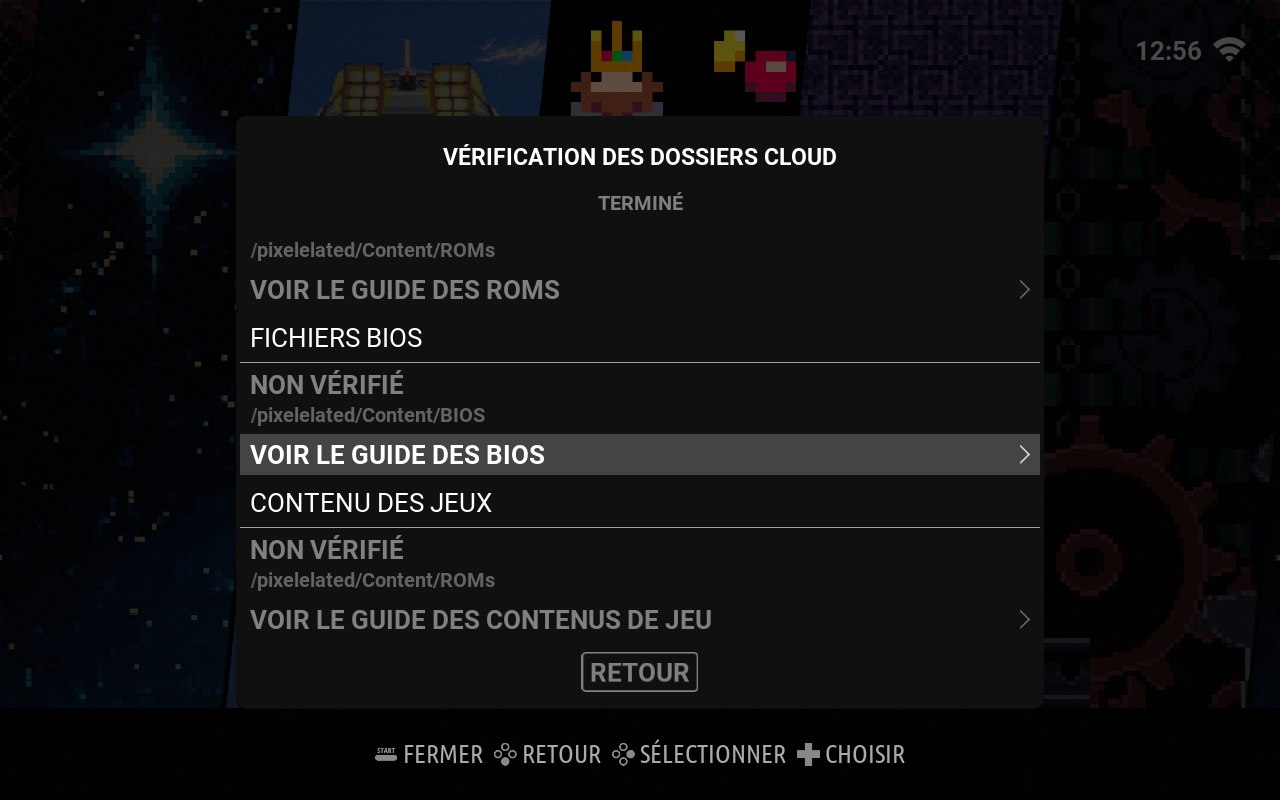 12:56
VÉRIFICATION DES DOSSIERS CLOUD
TERMINÉ
/pixelelated/Content/ROMs
VOIR LE GUIDE DES ROMS
FICHIERS BIOS
NON VÉRIFIÉ
/pixelelated/Content/BIOS
VOIR LE GUIDE DES BIOS
CONTENU DES JEUX
NON VÉRIFIÉ
/pixelelated/Content/ROMs
VOIR LE GUIDE DES CONTENUS DE JEU
RETOUR
START FERMER RETOUR SÉLECTIONNER CHOISIR